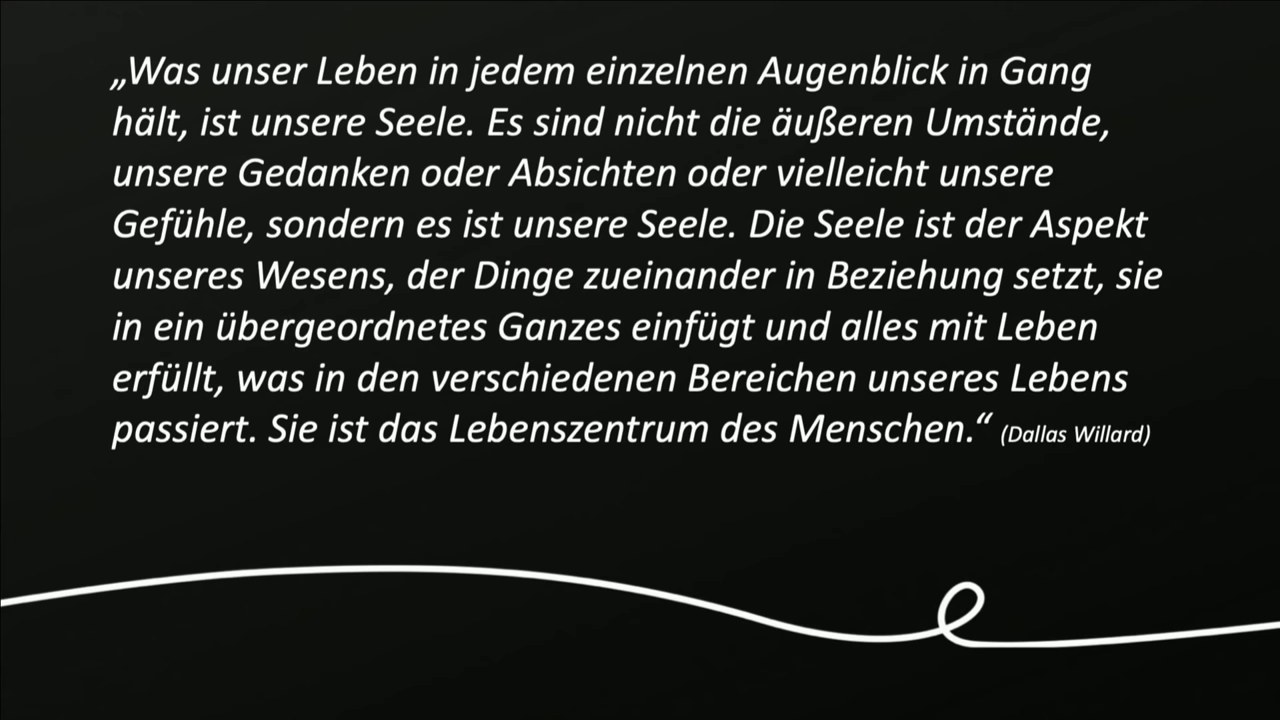 „Was unser Leben in jedem einzelnen Augenblick in Gang
hält, ist unsere Seele. Es sind nicht die äußeren Umstände,
unsere Gedanken oder Absichten oder vielleicht unsere
Gefühle, sondern es ist unsere Seele. Die Seele ist der Aspekt
unseres Wesens, der Dinge zueinander in Beziehung setzt, sie
in ein übergeordnetes Ganzes einfügt und alles mit Leben
erfüllt, was in den verschiedenen Bereichen unseres Lebens
passiert. Sie ist das Lebenszentrum des Menschen.“ (Dallas Willard)